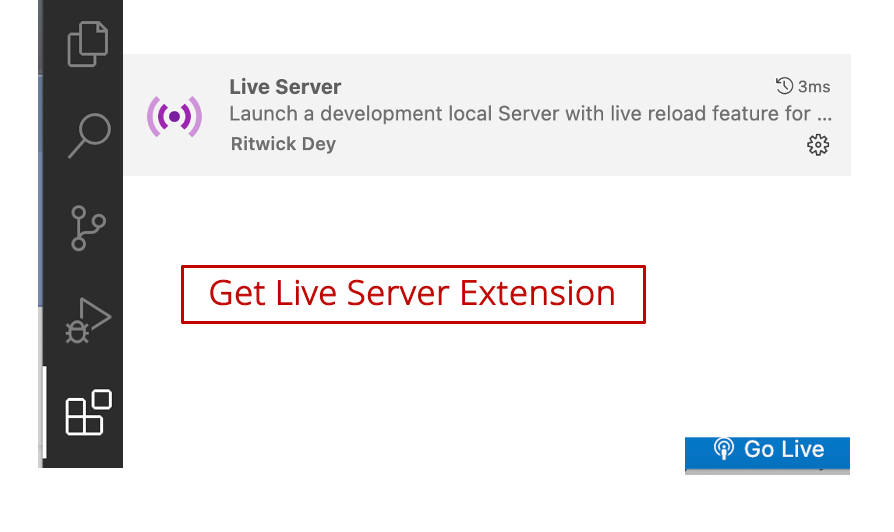 Live Server
3ms
Launch a development local Server with live reload feature for ...
Ritwick Dey
Get Live Server Extension
Go Live